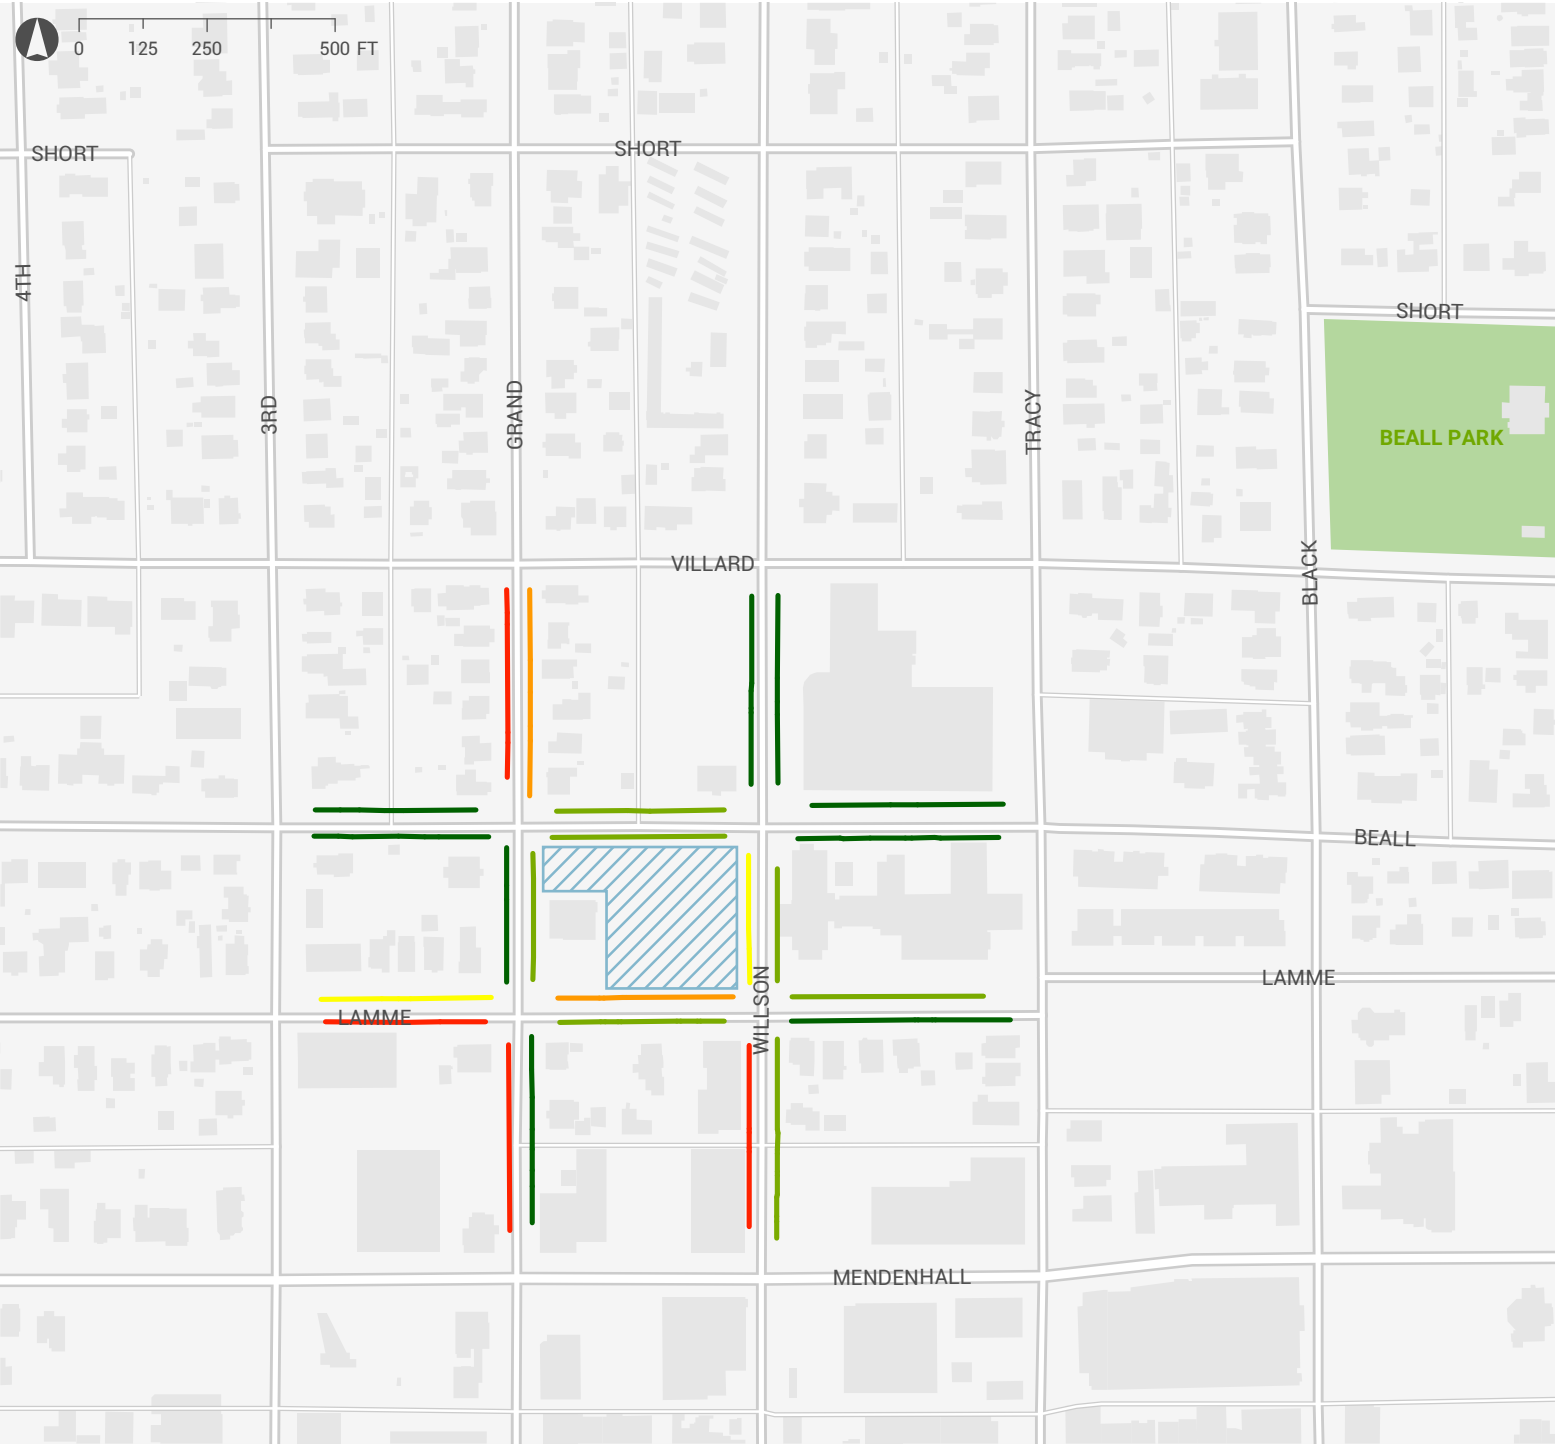 0 125 250 500 FT
SHORT
SHORT
4TH
SHORT
3RD
GRAND
TRACY
BEALL PARK
VILLARD
BLACK
BEALL
LAMME
WILLSON
LAMME
MENDENHALL